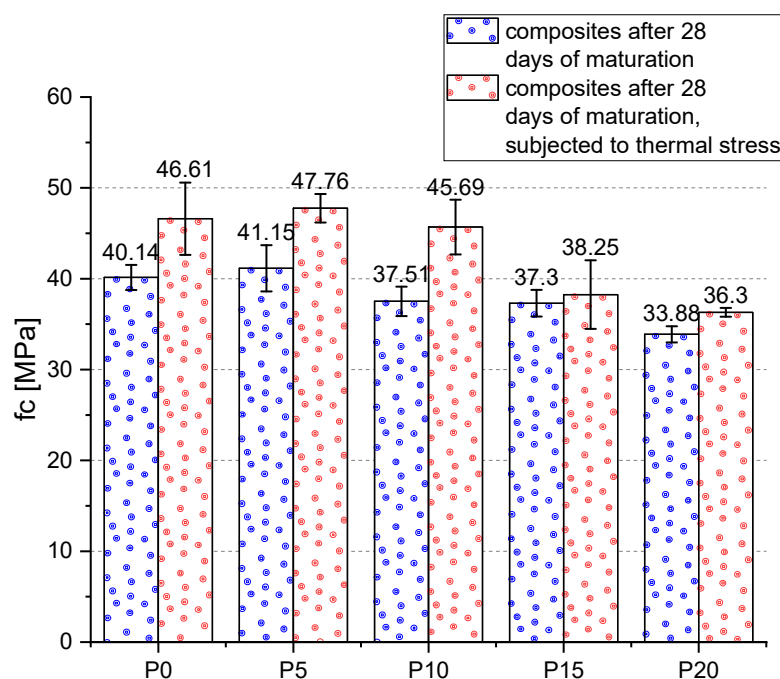 composites after 28
days of maturation
composites after 28
days of maturation,
subjected to thermal stress
fc [MPa]
60
50
40
30
20
10
0
40.14
46.61
41.15
47.76
37.51
45.69
37.3
38.25
33.88
36.3
P0
P5
P10
P15
P20